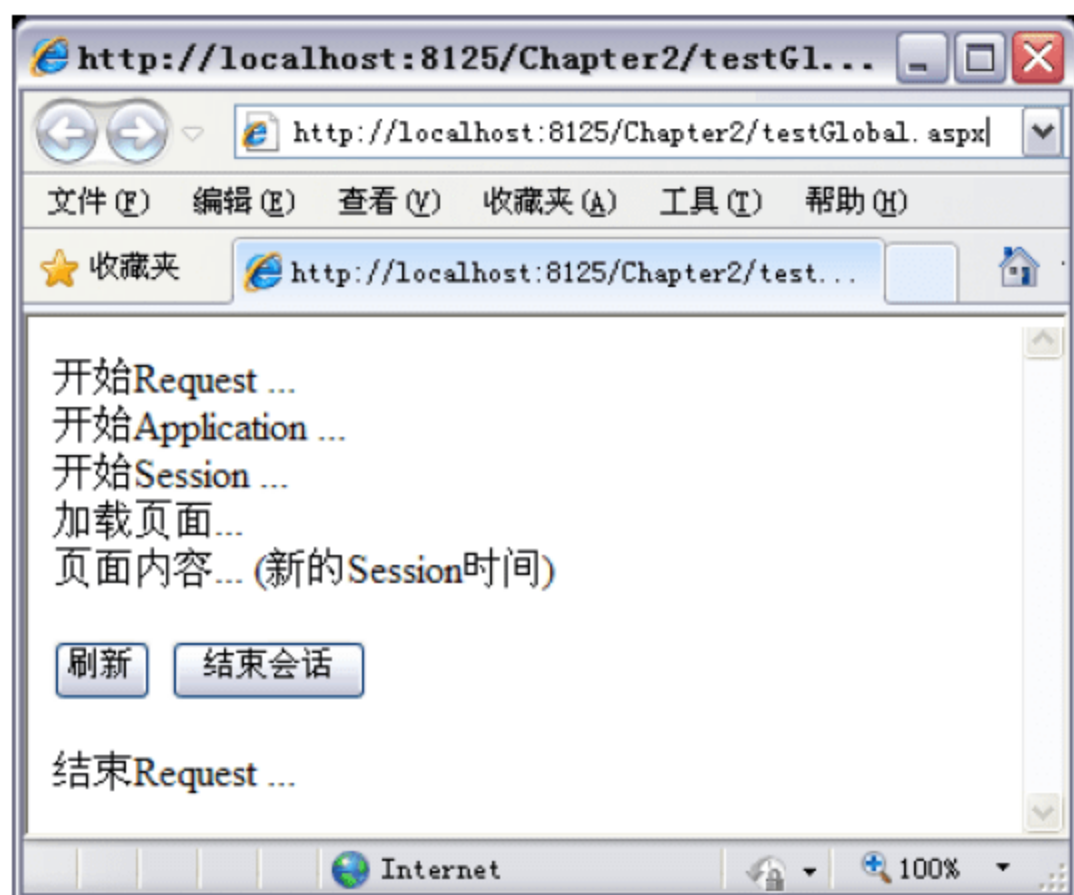 http://localhost:8125/Chapter2/testGl...
http://localhost:8125/Chapter2/testGlobal.aspx
文件(F) 编辑(E) 查看(V) 收藏夹(A) 工具(T) 帮助(H)
收藏夹 http://localhost:8125/Chapter2/test...
开始Request ...
开始Application ...
开始Session ...
加载页面...
页面内容... (新的Session时间)
刷新 结束会话
结束Request ...
Internet 100%